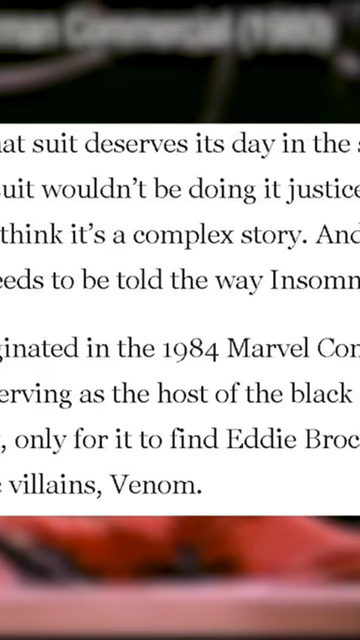 at suit deserves its day in the
suit wouldn't be doing it justice
think it's a complex story. And
eeds to be told the way Insomn
ginated in the 1984 Marvel Con
erving as the host of the black
, only for it to find Eddie Broc
villains, Venom.